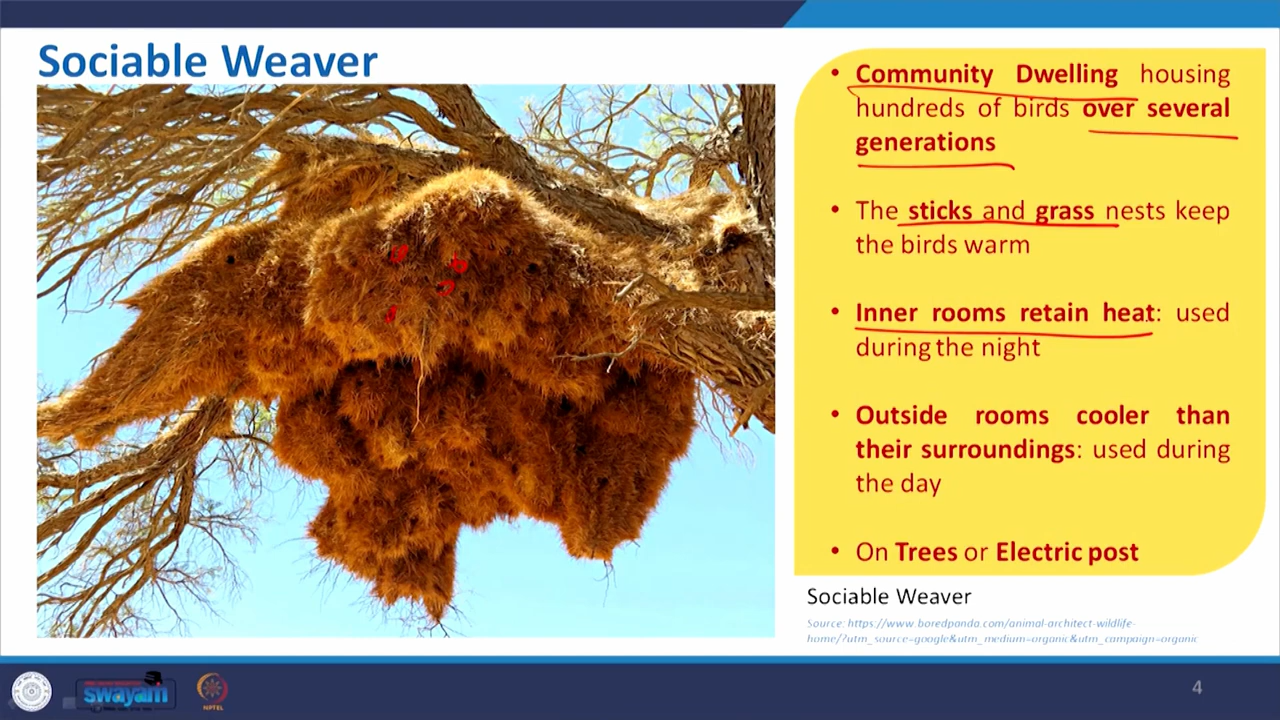 Sociable Weaver
• Community Dwelling housing
hundreds of birds over several
generations
• The sticks and grass nests keep
the birds warm
• Inner rooms retain heat: used
during the night
• Outside rooms cooler than
their surroundings: used during
the day
• On Trees or Electric post
Sociable Weaver
Source: https://www.boredpanda.com/animal-architect-wildlife-
home/?utm_source=google&utm_medium=organic&utm_campaign=organic
swayam
NPTEL
4